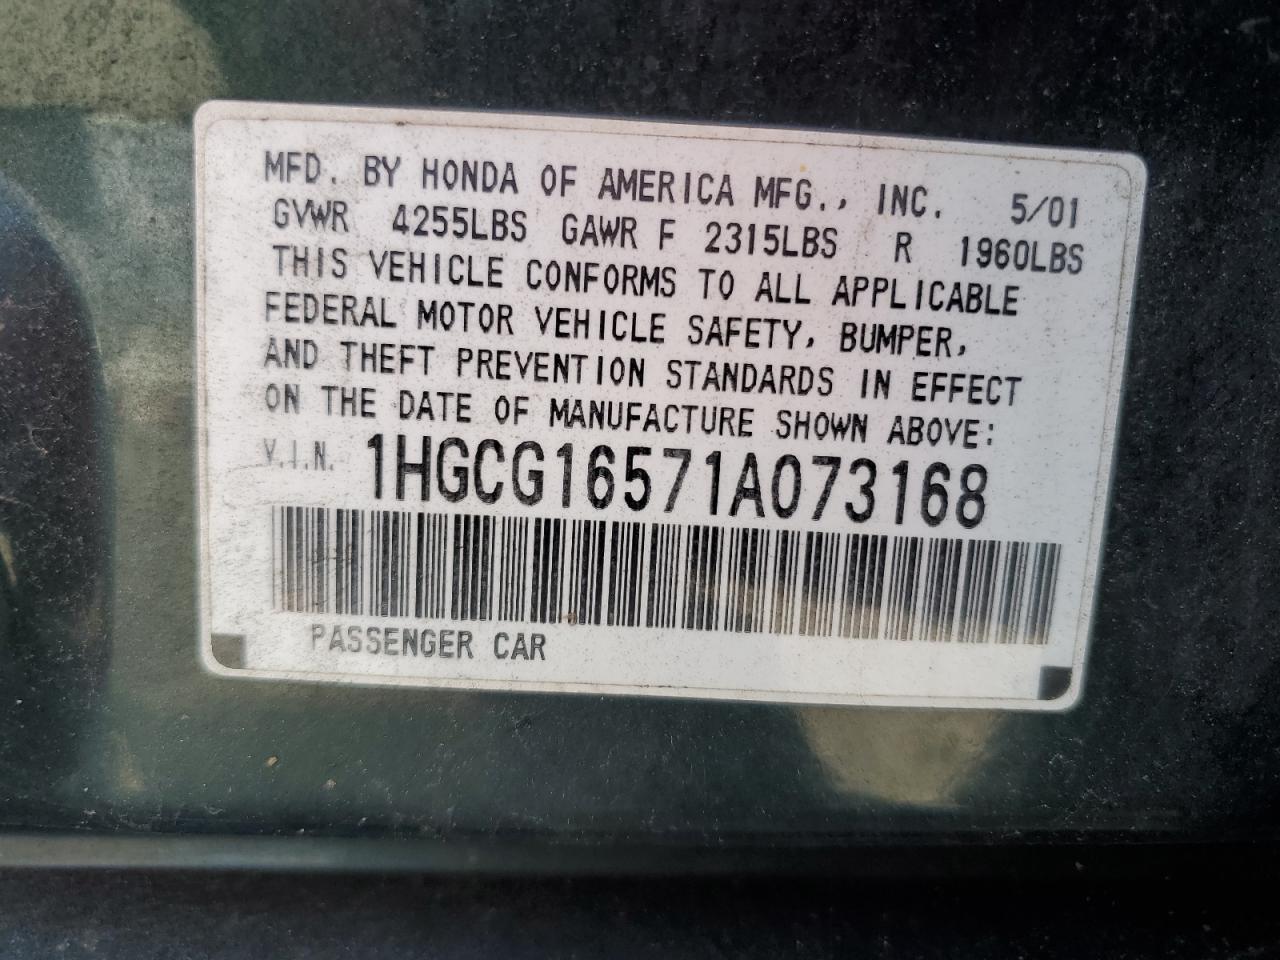 MFD. BY HONDA OF AMERICA MFG., INC. 5/01
GVWR 4255LBS GAWR F 2315LBS R 1960LBS
THIS VEHICLE CONFORMS TO ALL APPLICABLE
FEDERAL MOTOR VEHICLE SAFETY, BUMPER,
AND THEFT PREVENTION STANDARDS IN EFFECT
ON THE DATE OF MANUFACTURE SHOWN ABOVE:
V.I.N. 1HGCG16571A073168
PASSENGER CAR